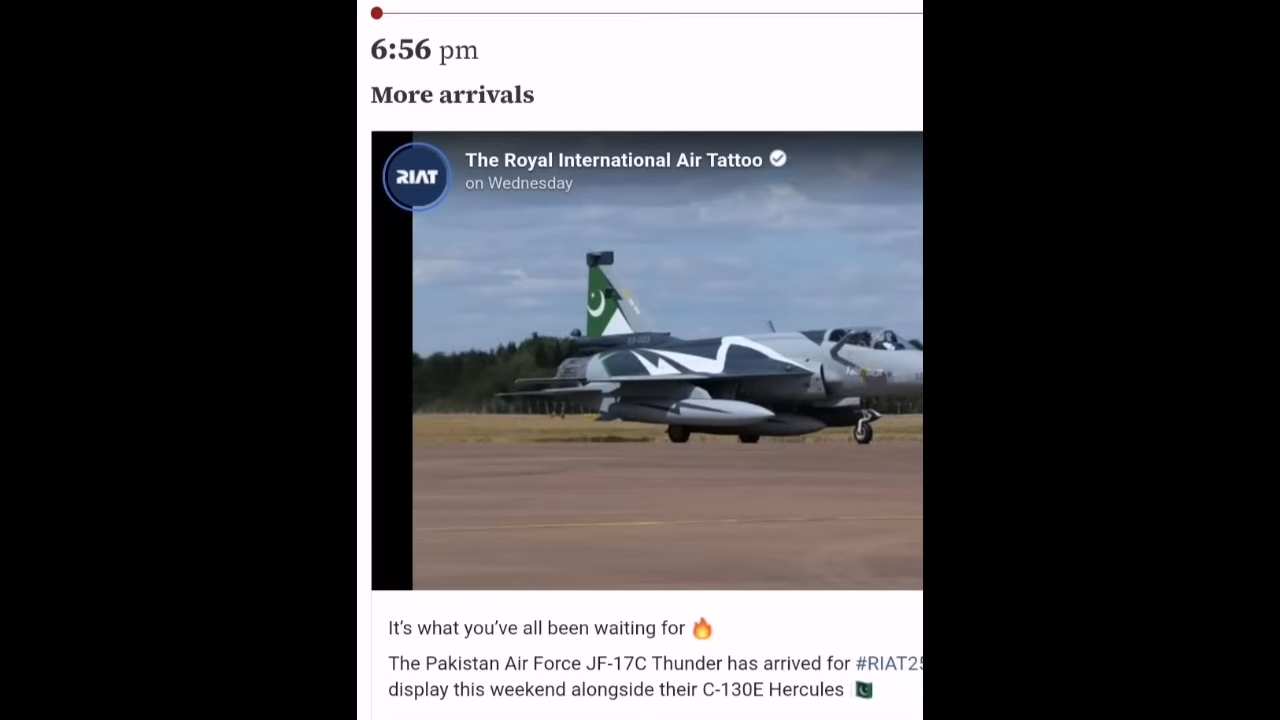 6:56 pm
More arrivals
RIAT
The Royal International Air Tattoo
on Wednesday
It's what you've all been waiting for 🔥
The Pakistan Air Force JF-17C Thunder has arrived for #RIAT25
display this weekend alongside their C-130E Hercules 🇵🇰